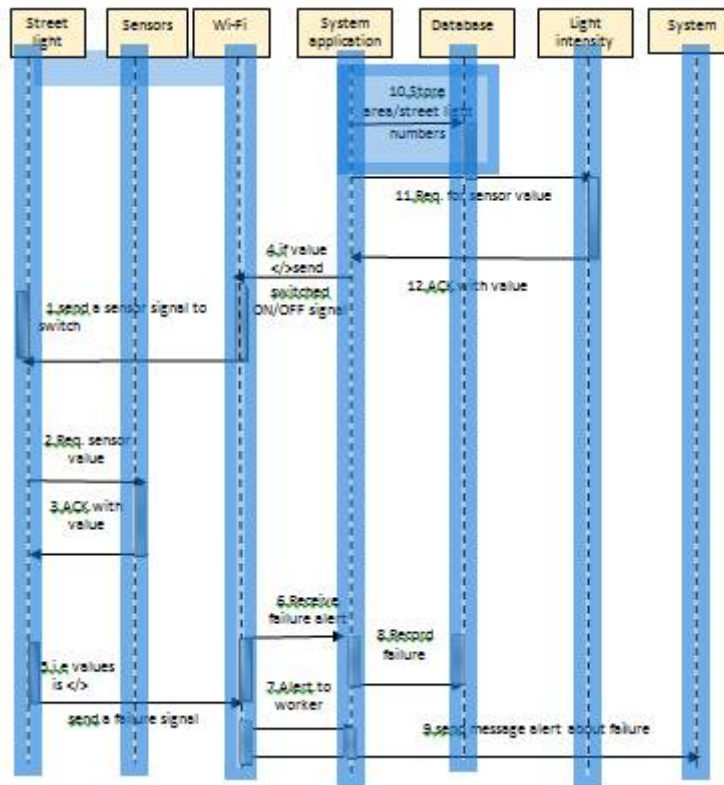 Street
light
Sensors
Wi-Fi
System
application
Database
Light
intensity
System
10.Store
area/street light
numbers
11.Req. for sensor value
4.if value
</>send
12.ACK with value
switched
ON/OFF signal
1.send a sensor signal to
switch
2.Req. sensor
value
3.ACK with
value
6.Receive
failure alert
8.Record
failure
5.i.e values
is </>
7.Alert to
worker
send a failure signal
9.send message alert about failure